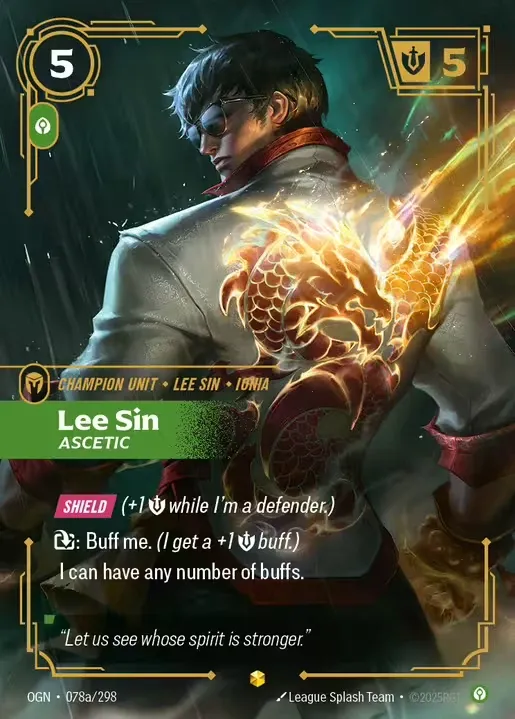 5
5
CHAMPION UNIT • LEE SIN • IONIA
Lee Sin
ASCETIC
SHIELD (+1 while I'm a defender.)
: Buff me. (I get a +1 buff.)
I can have any number of buffs.
"Let us see whose spirit is stronger."
OGN • 078a/298
League Splash Team • ©2025